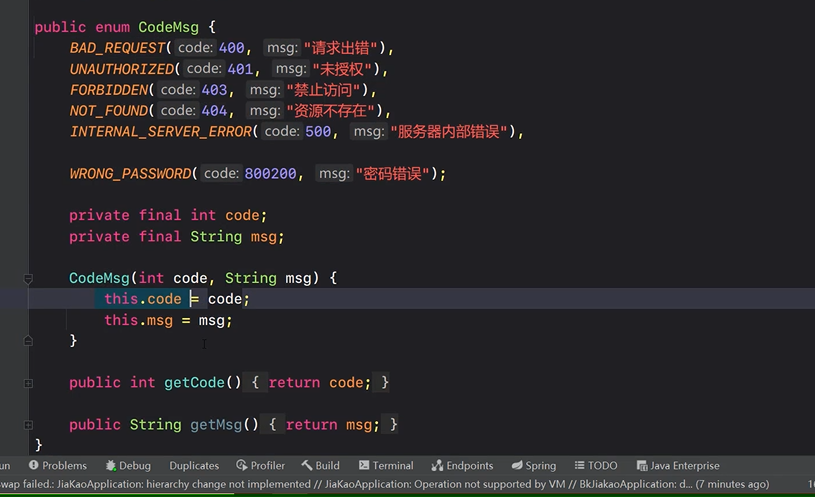 public enum CodeMsg {
BAD_REQUEST( code: 400, msg: "请求出错"),
UNAUTHORIZED( code: 401, msg: "未授权"),
FORBIDDEN( code: 403, msg: "禁止访问"),
NOT_FOUND( code: 404, msg: "资源不存在"),
INTERNAL_SERVER_ERROR( code: 500, msg: "服务器内部错误"),
WRONG_PASSWORD( code: 800200, msg: "密码错误");
private final int code;
private final String msg;
CodeMsg(int code, String msg) {
this.code = code;
this.msg = msg;
}
public int getCode() { return code; }
public String getMsg() { return msg; }
}
un Problems Debug Duplicates Profiler Build Terminal Endpoints Spring TODO Java Enterprise
wap failed.: JiaKaoApplication: hierarchy change not implemented // JiaKaoApplication: Operation not supported by VM // BkJiakaoApplication: d... (7 minutes ago)